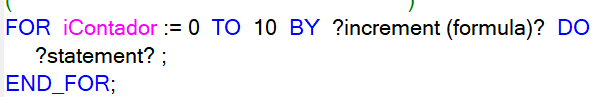 ( )
FOR iContador := 0 TO 10 BY ?increment (formula)? DO
?statement? ;
END_FOR;